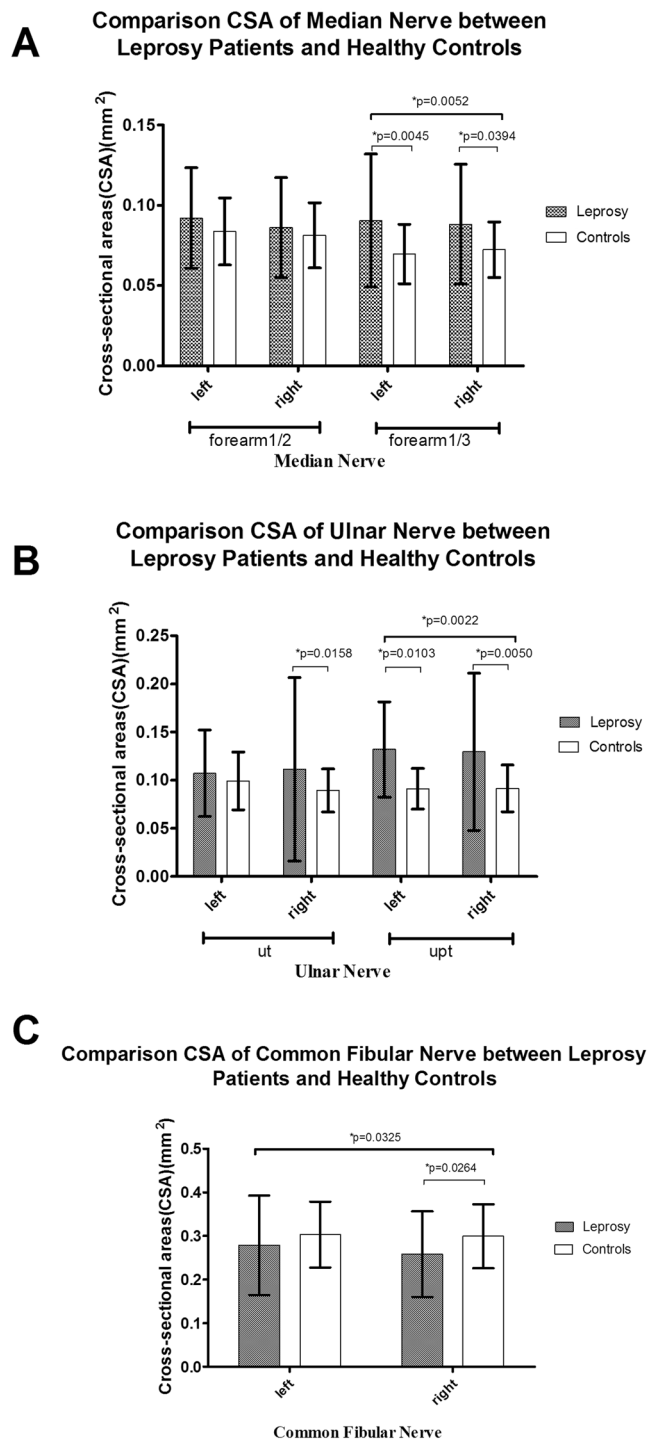 A
Comparison CSA of Median Nerve between
Leprosy Patients and Healthy Controls
*p=0.0052
*p=0.0045
*p=0.0394
Cross-sectional areas(CSA)(mm²)
0.15
0.10
0.05
0.00
Leprosy
Controls
left
right
left
right
forearm1/2
forearm1/3
Median Nerve
B
Comparison CSA of Ulnar Nerve between
Leprosy Patients and Healthy Controls
*p=0.0022
*p=0.0158
*p=0.0103
*p=0.0050
Cross-sectional areas(CSA)(mm²)
0.25
0.20
0.15
0.10
0.05
0.00
Leprosy
Controls
left
right
left
right
ut
upt
Ulnar Nerve
C
Comparison CSA of Common Fibular Nerve between Leprosy
Patients and Healthy Controls
*p=0.0325
*p=0.0264
Cross-sectional areas(CSA)(mm²)
0.5
0.4
0.3
0.2
0.0
Leprosy
Controls
left
right
Common Fibular Nerve